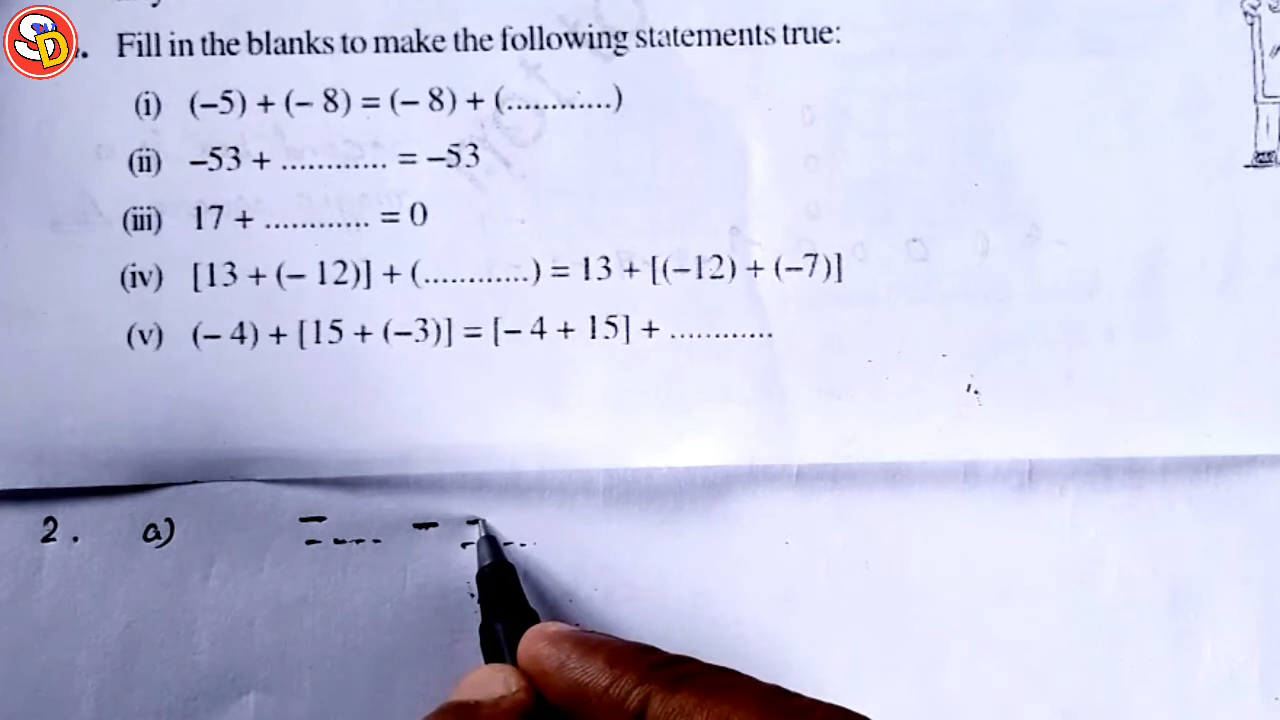 SD
. Fill in the blanks to make the following statements true:
(i) (–5) + (– 8) = (– 8) + (............)
(ii) –53 + ............ = –53
(iii) 17 + ............ = 0
(iv) [13 + (– 12)] + (............) = 13 + [(–12) + (–7)]
(v) (– 4) + [15 + (–3)] = [– 4 + 15] + ............
2. a) – .... – – ....